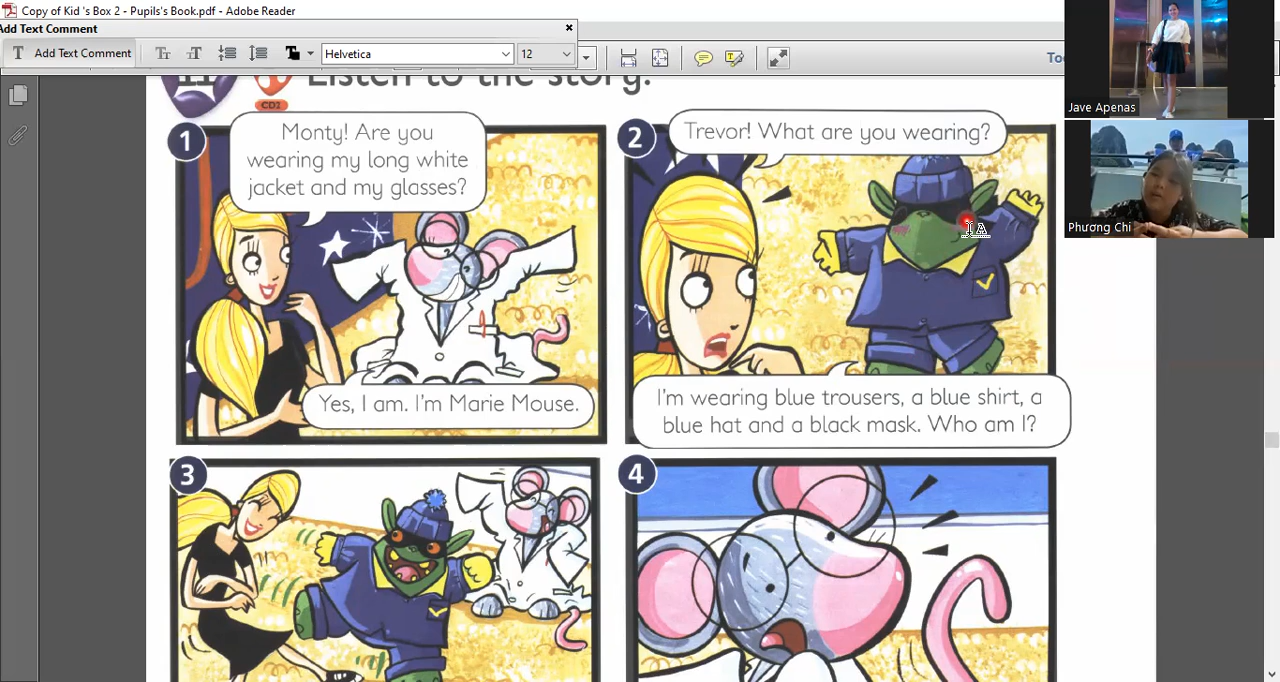 Copy of Kid 's Box 2 - Pupil's Book.pdf - Adobe Reader
Add Text Comment
T Add Text Comment
Helvetica
12
Listen to the story.
CD2
1
Monty! Are you
wearing my long white
jacket and my glasses?
Yes, I am. I'm Marie Mouse.
2
Trevor! What are you wearing?
I'm wearing blue trousers, a blue shirt, a
blue hat and a black mask. Who am I?
3
4
Jave Apenas
Phương Chi